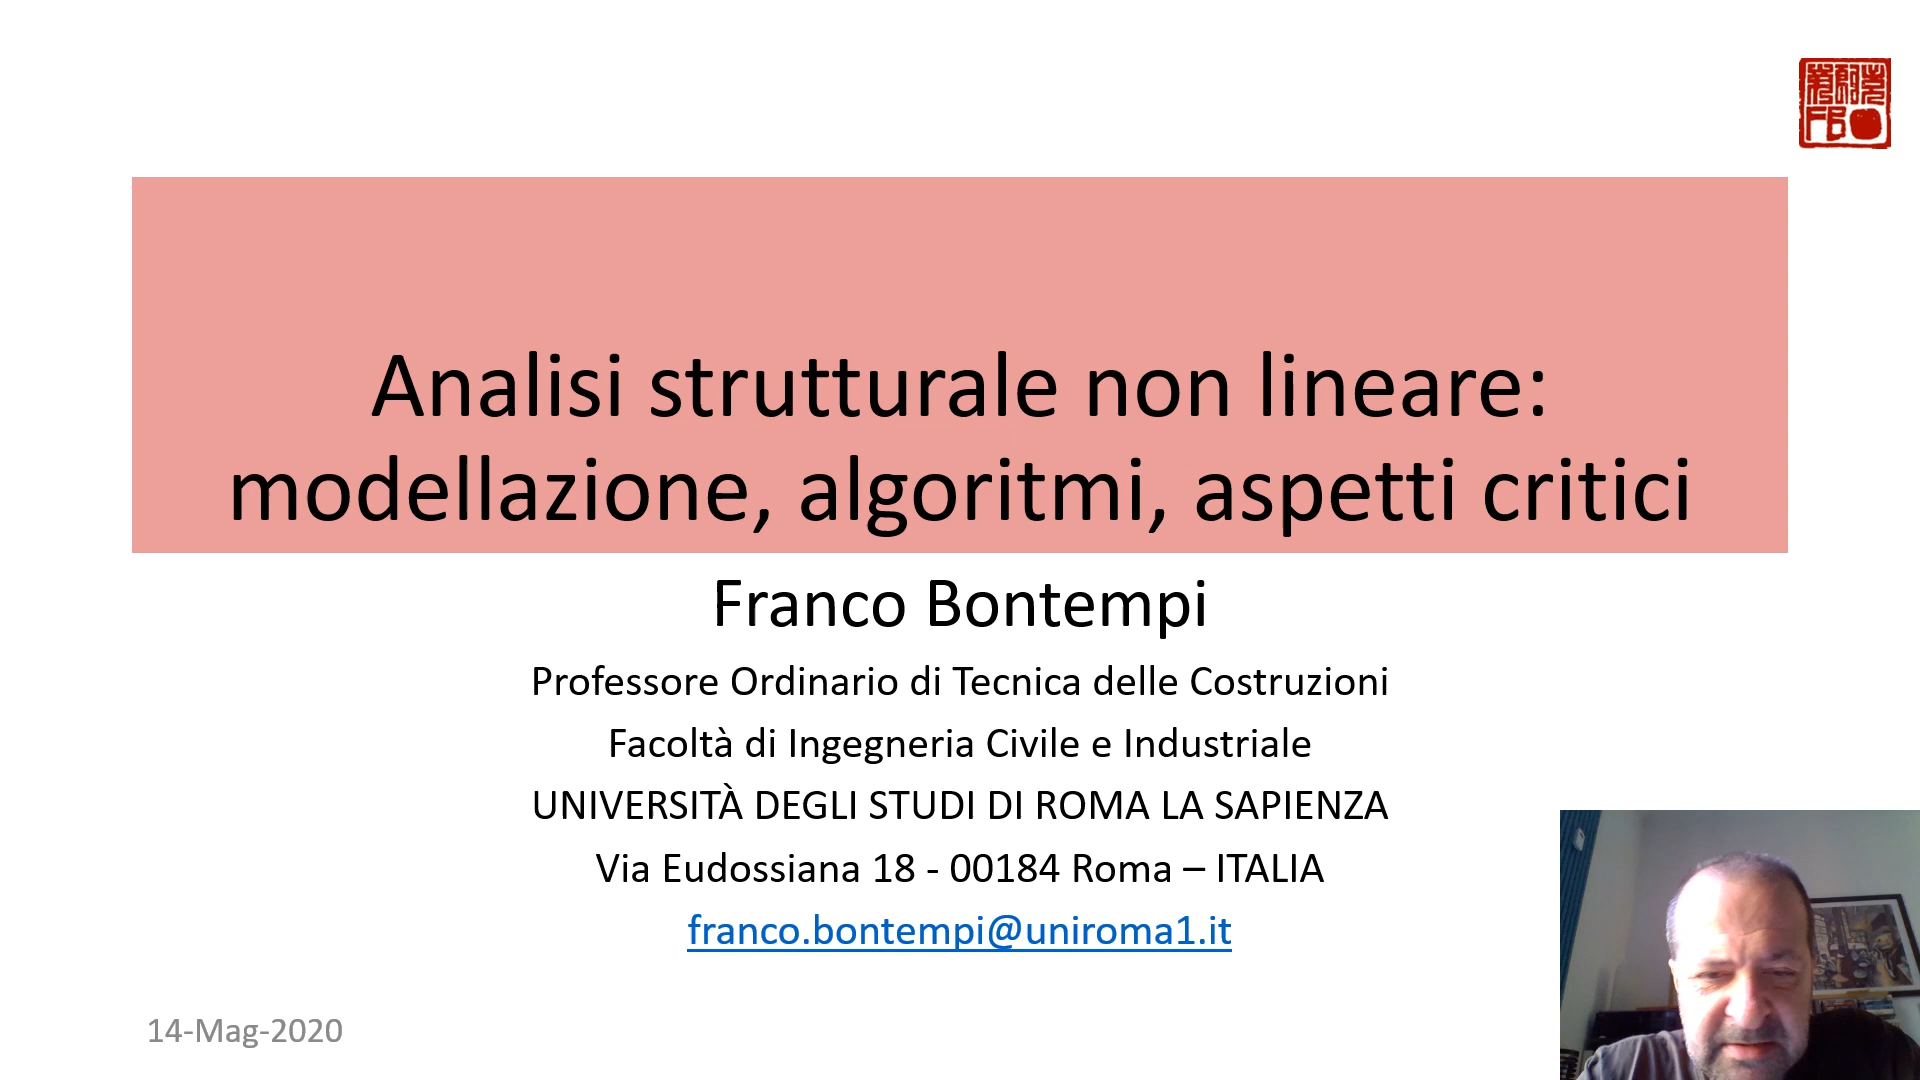 Analisi strutturale non lineare:
modellazione, algoritmi, aspetti critici
Franco Bontempi
Professore Ordinario di Tecnica delle Costruzioni
Facoltà di Ingegneria Civile e Industriale
UNIVERSITÀ DEGLI STUDI DI ROMA LA SAPIENZA
Via Eudossiana 18 - 00184 Roma – ITALIA
franco.bontempi@uniroma1.it
14-Mag-2020
FB